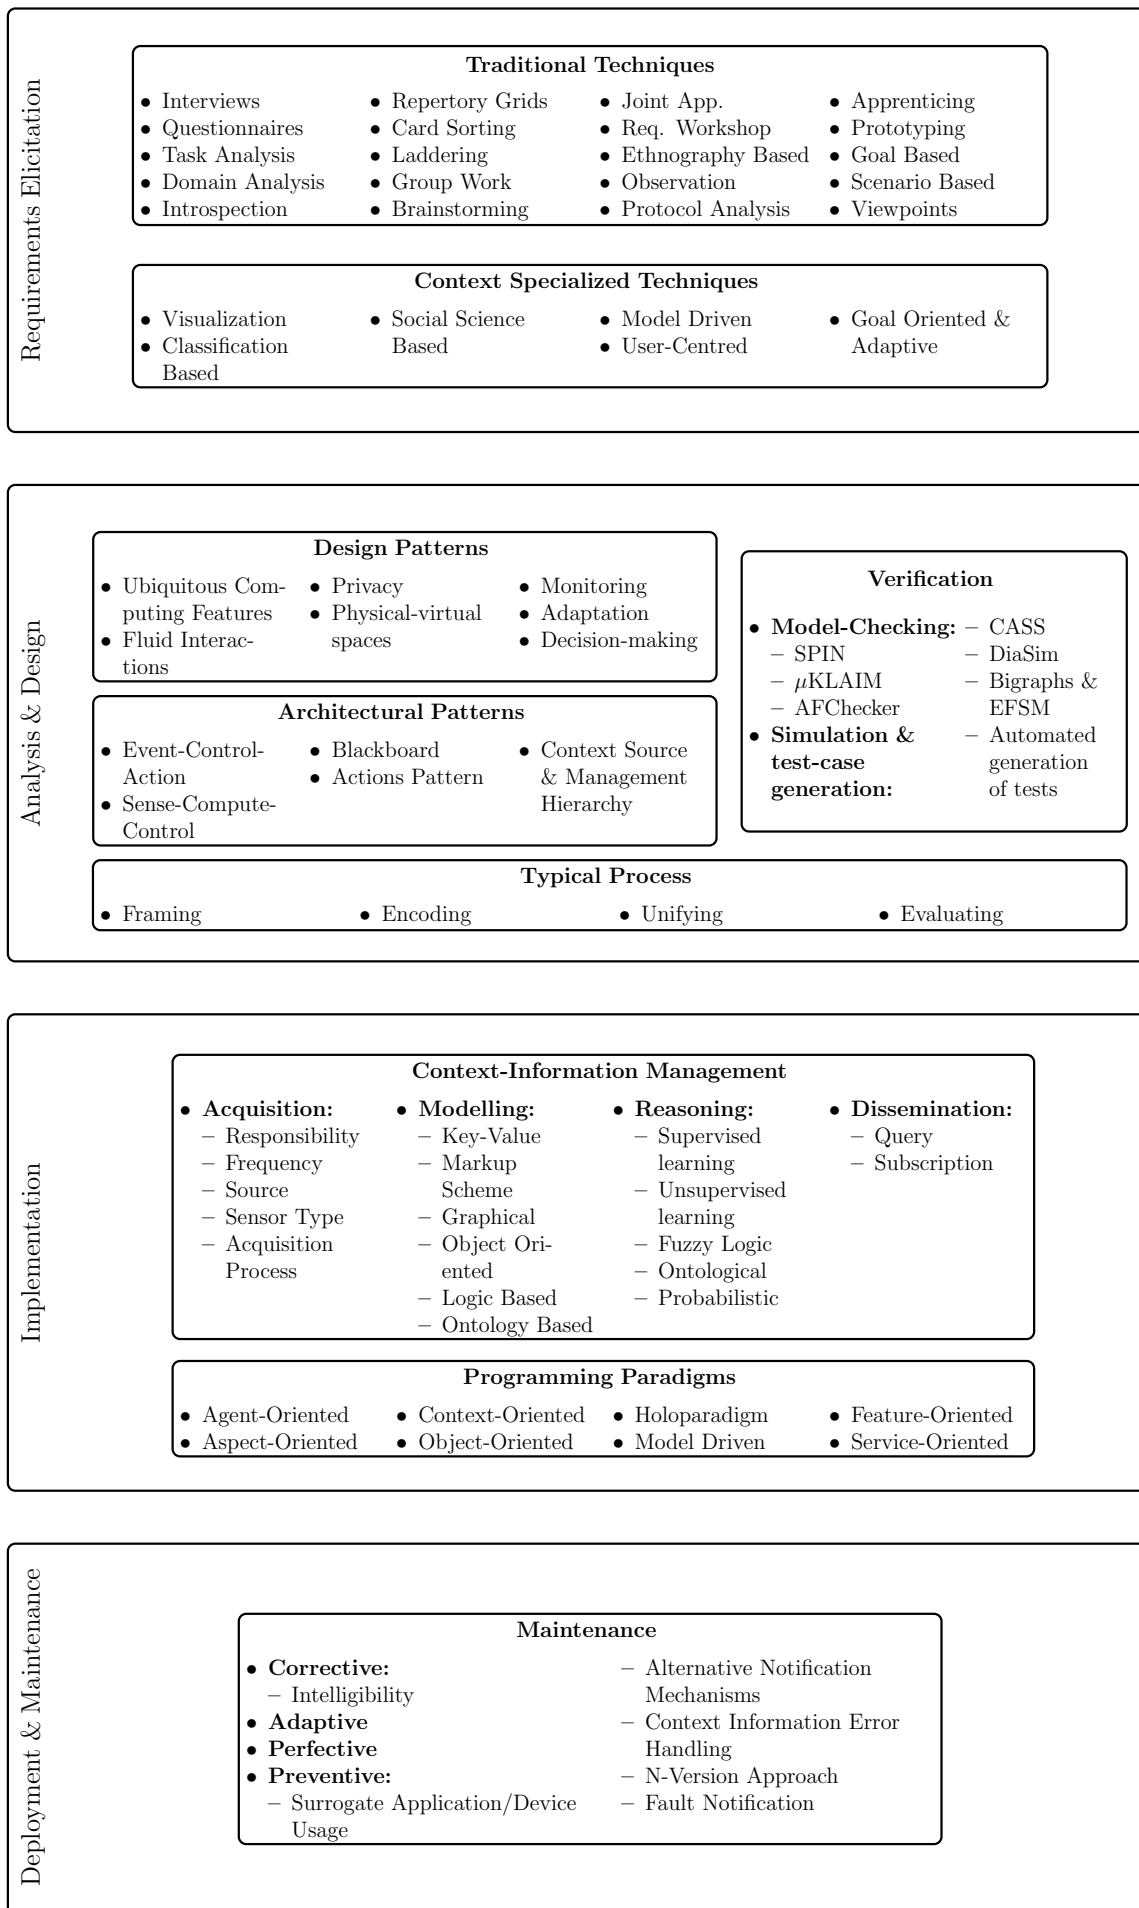 Requirements Elicitation
Traditional Techniques
• Interviews
• Questionnaires
• Task Analysis
• Domain Analysis
• Introspection
• Repertory Grids
• Card Sorting
• Laddering
• Group Work
• Brainstorming
• Joint App.
• Req. Workshop
• Ethnography Based
• Observation
• Protocol Analysis
• Apprenticing
• Prototyping
• Goal Based
• Scenario Based
• Viewpoints
Context Specialized Techniques
• Visualization
• Classification
Based
• Social Science
Based
• Model Driven
• User-Centred
• Goal Oriented &
Adaptive
Analysis & Design
Design Patterns
• Ubiquitous Com-
puting Features
• Fluid Interac-
tions
• Privacy
• Physical-virtual
spaces
• Monitoring
• Adaptation
• Decision-making
Architectural Patterns
• Event-Control-
Action
• Sense-Compute-
Control
• Blackboard
• Actions Pattern
• Context Source
& Management
Hierarchy
Verification
• Model-Checking:
– SPIN
– μKLAIM
– AFChecker
• Simulation &
test-case
generation:
– CASS
– DiaSim
– Bigraphs &
EFSM
– Automated
generation
of tests
Typical Process
• Framing
• Encoding
• Unifying
• Evaluating
Implementation
Context-Information Management
• Acquisition:
– Responsibility
– Frequency
– Source
– Sensor Type
– Acquisition
Process
• Modelling:
– Key-Value
– Markup
Scheme
– Graphical
– Object Ori-
ented
– Logic Based
– Ontology Based
• Reasoning:
– Supervised
learning
– Unsupervised
learning
– Fuzzy Logic
– Ontological
– Probabilistic
• Dissemination:
– Query
– Subscription
Programming Paradigms
• Agent-Oriented
• Aspect-Oriented
• Context-Oriented
• Object-Oriented
• Holoparadigm
• Model Driven
• Feature-Oriented
• Service-Oriented
Deployment & Maintenance
Maintenance
• Corrective:
– Intelligibility
• Adaptive
• Perfective
• Preventive:
– Surrogate Application/Device
Usage
– Alternative Notification
Mechanisms
– Context Information Error
Handling
– N-Version Approach
– Fault Notification